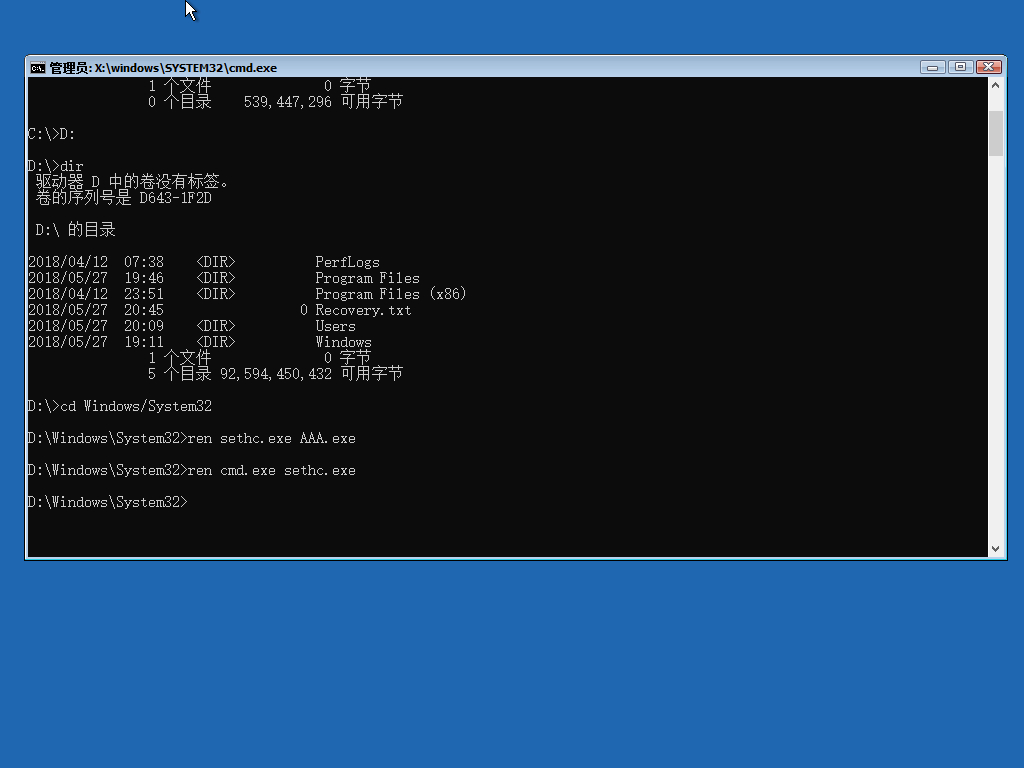 管理员: X:\windows\SYSTEM32\cmd.exe
1 个文件 0 字节
0 个目录 539,447,296 可用字节
C:\>D:
D:\>dir
驱动器 D 中的卷没有标签。
卷的序列号是 D643-1F2D
D:\ 的目录
2018/04/12 07:38 <DIR> PerfLogs
2018/05/27 19:46 <DIR> Program Files
2018/04/12 23:51 <DIR> Program Files (x86)
2018/05/27 20:45 0 Recovery.txt
2018/05/27 20:09 <DIR> Users
2018/05/27 19:11 <DIR> Windows
1 个文件 0 字节
5 个目录 92,594,450,432 可用字节
D:\>cd Windows/System32
D:\Windows\System32>ren sethc.exe AAA.exe
D:\Windows\System32>ren cmd.exe sethc.exe
D:\Windows\System32>